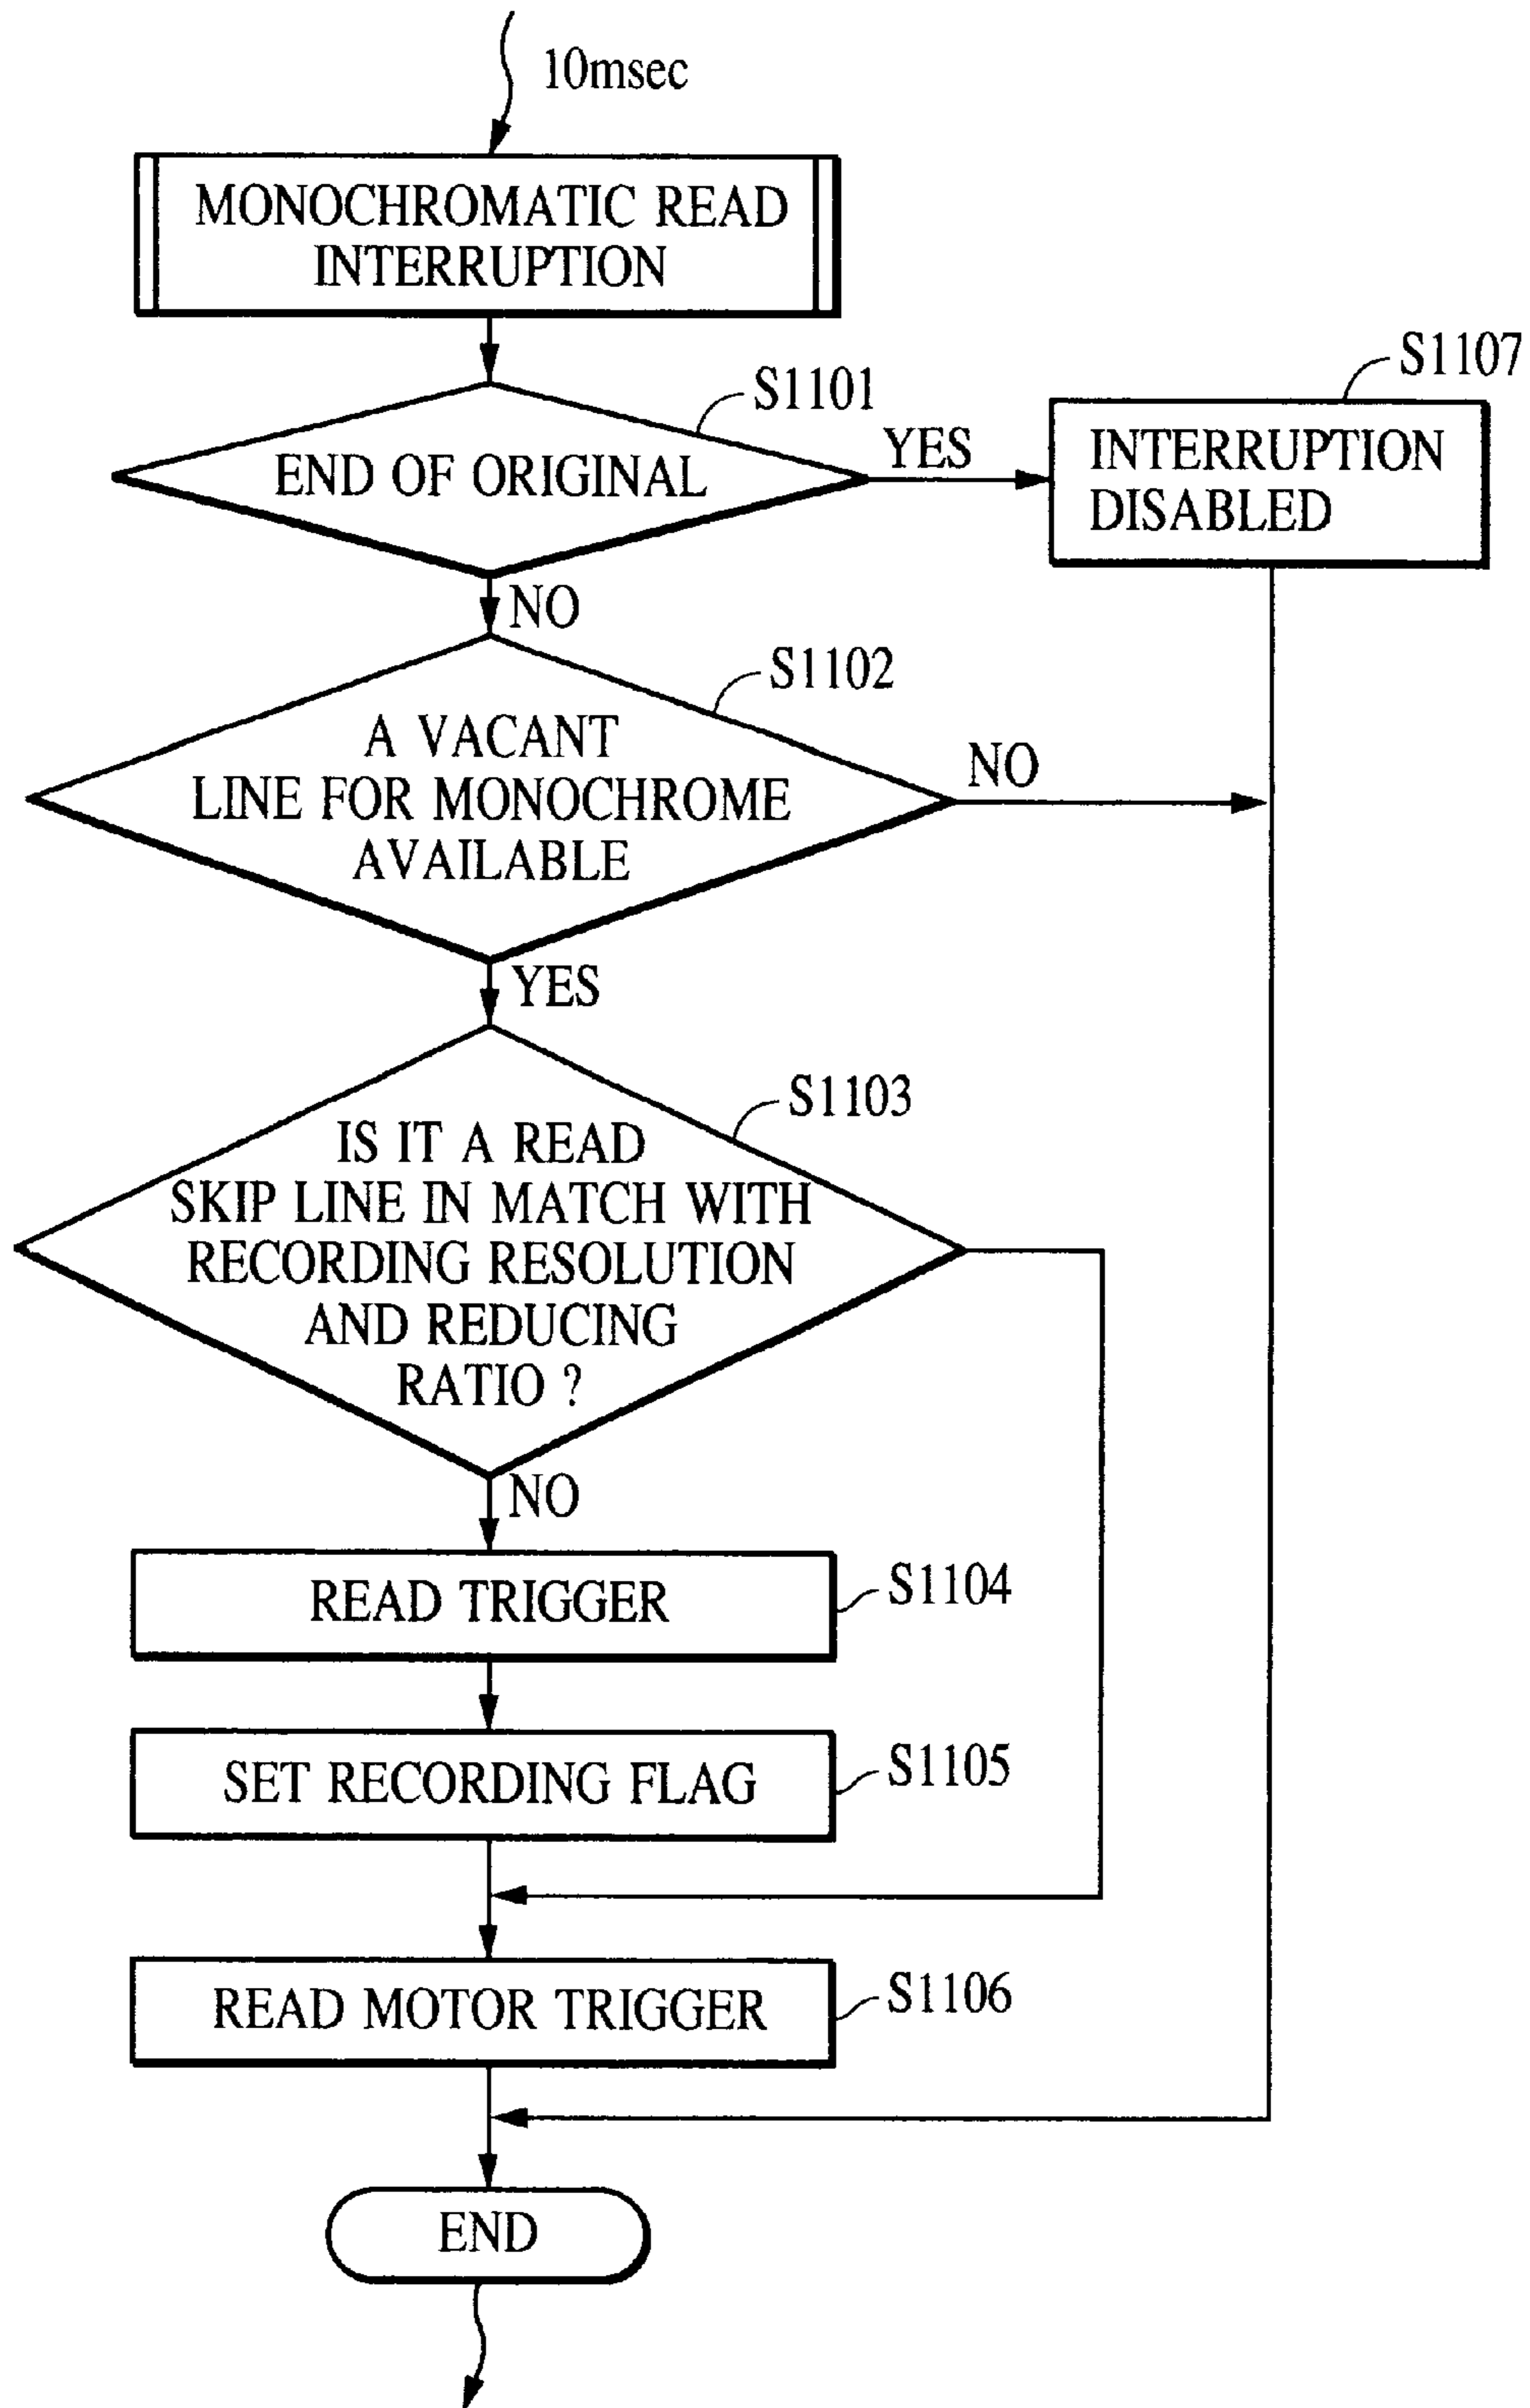 10msec
MONOCHROMATIC READ
INTERRUPTION
S1101
END OF ORIGINAL
YES
S1107
INTERRUPTION
DISABLED
NO
S1102
A VACANT
LINE FOR MONOCHROME
AVAILABLE
NO
YES
S1103
IS IT A READ
SKIP LINE IN MATCH WITH
RECORDING RESOLUTION
AND REDUCING
RATIO ?
NO
READ TRIGGER
S1104
SET RECORDING FLAG
S1105
READ MOTOR TRIGGER
S1106
END